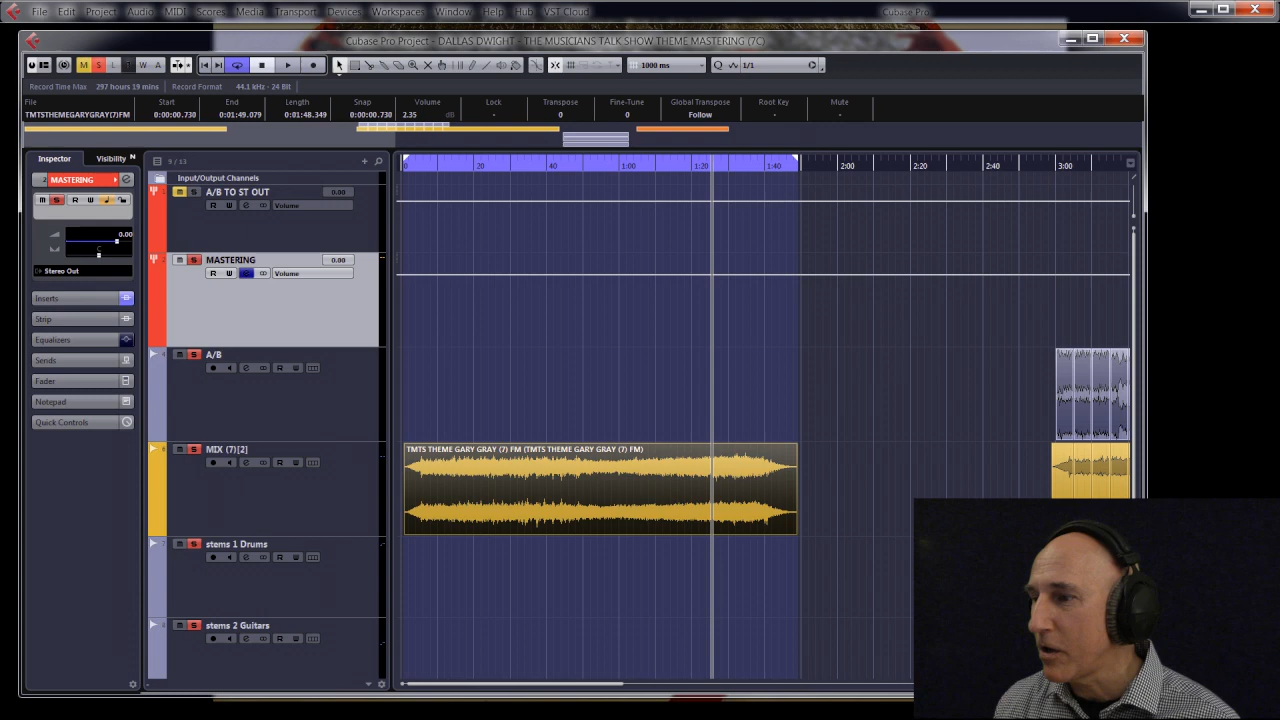 File Edit Project Audio MIDI Scores Media Transport Devices Workspaces Window Help Hub VST Cloud Cubase Pro
Cubase Pro Project - DALLAS DWIGHT - THE MUSICIANS TALK SHOW THEME MASTERING (7C)
M S L T R W A 1000 ms Q 1/1
Record Time Max 297 hours 19 mins Record Format 44.1 kHz - 24 Bit
File Start End Length Snap Volume Lock Transpose Fine-Tune Global Transpose Root Key Mute
TMTSTHEMEGARYGRAY(7)FM 0:00:00.730 0:01:49.079 0:01:48.349 0:00:00.730 2.35 dB - 0 0 Follow - -
Inspector Visibility N 9 / 13 0 20 40 1:00 1:20 1:40 2:00 2:20 2:40 3:00
Input/Output Channels
2 MASTERING
A/B TO ST OUT 0.00
M S R W
R W Volume
0.00
C
MASTERING 0.00
Stereo Out
R W Volume
Inserts
Strip
Equalizers
A/B
Sends
R W
Fader
Notepad
Quick Controls
MIX (7)[2]
TMTS THEME GARY GRAY (7) FM (TMTS THEME GARY GRAY (7) FM)
R W
stems 1 Drums
R W
stems 2 Guitars
R W